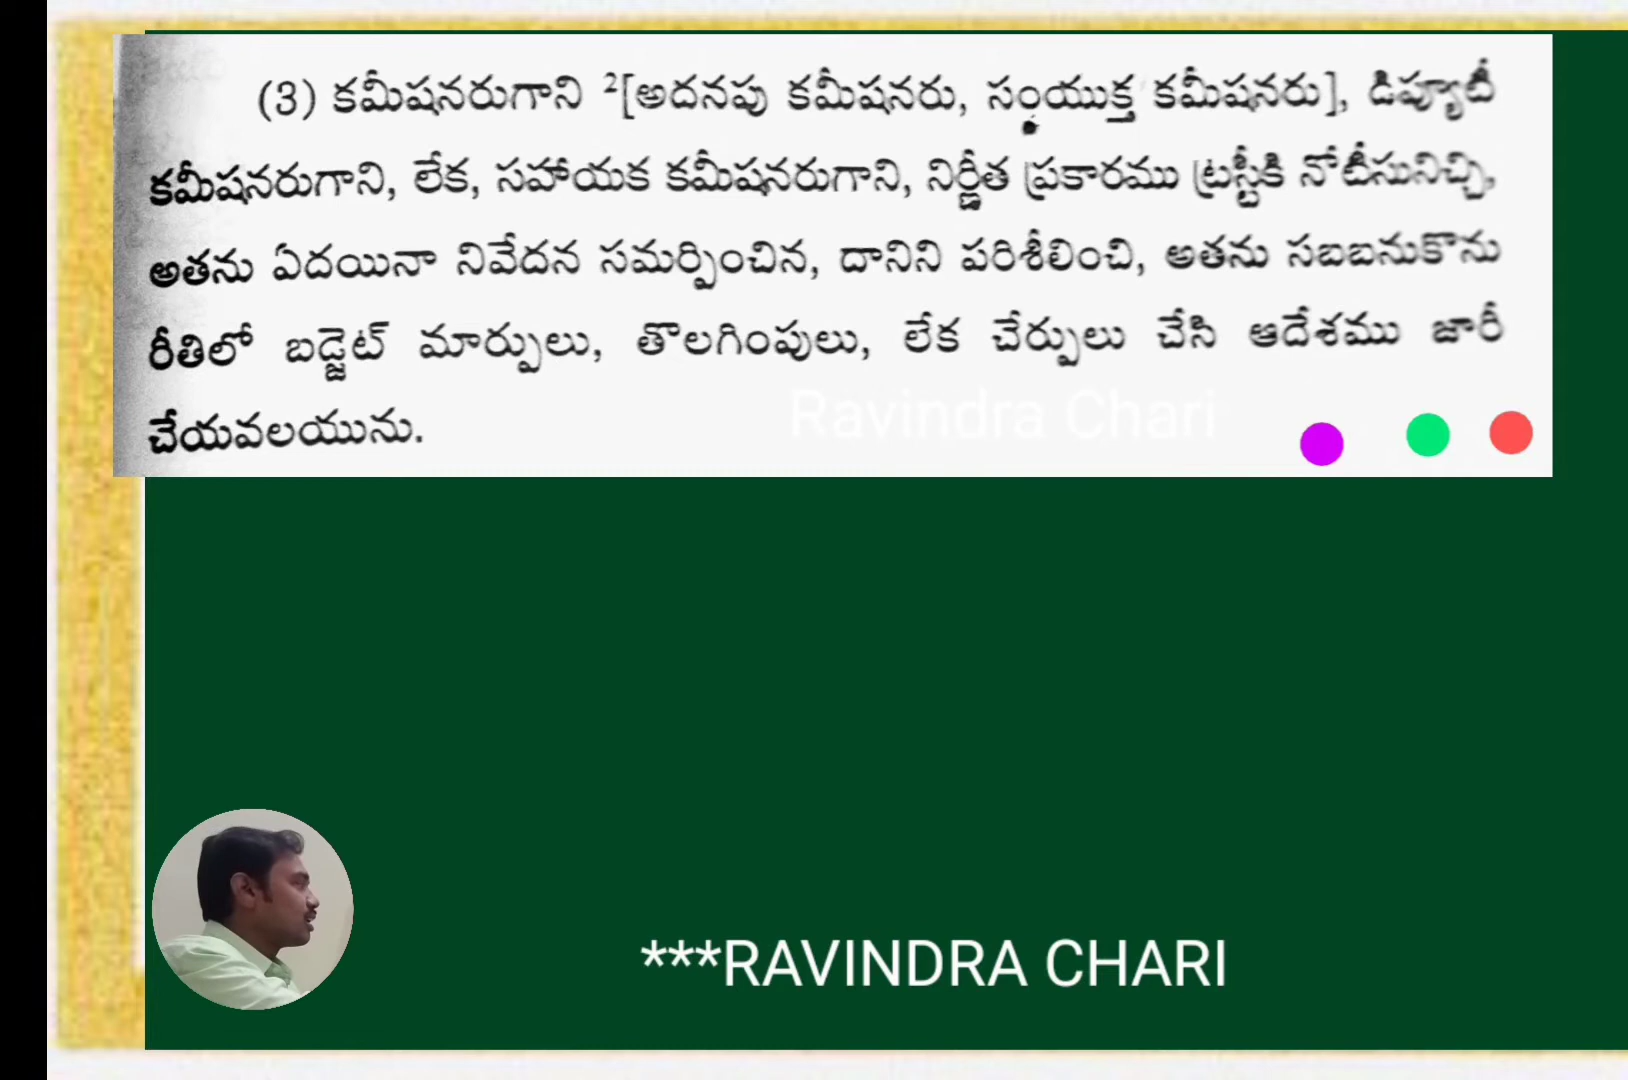 (3) కమీషనరుగాని ²[అదనపు కమీషనరు, సంయుక్త కమీషనరు], డిప్యూటీ
కమీషనరుగాని, లేక, సహాయక కమీషనరుగాని, నిర్ణీత ప్రకారము ట్రస్టీకి నోటీసునిచ్చి,
అతను ఏదయినా నివేదన సమర్పించిన, దానిని పరిశీలించి, అతను సబబనుకొను
రీతిలో బడ్జెట్ మార్పులు, తొలగింపులు, లేక చేర్పులు చేసి ఆదేశము జారీ
చేయవలయును.
Ravindra Chari
***RAVINDRA CHARI